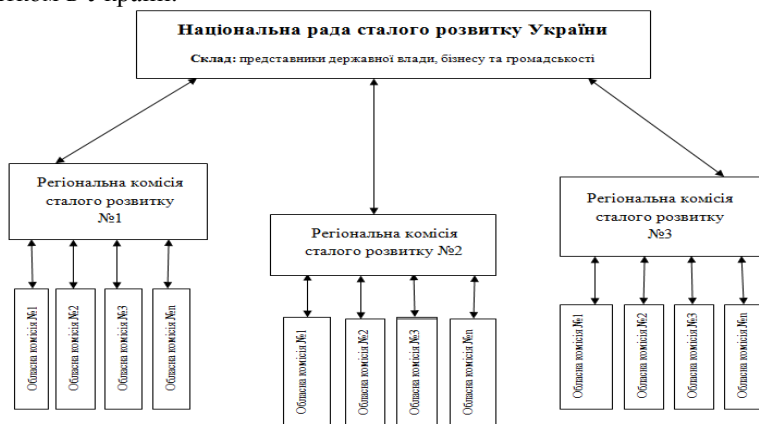 Національна рада сталого розвитку України
Склад: представники державної влади, бізнесу та громадськості
Регіональна комісія
сталого розвитку
№1
Регіональна комісія
сталого розвитку №2
Регіональна комісія
сталого розвитку
№3
Обласна комісія №1
Обласна комісія №2
Обласна комісія №3
Обласна комісія №n
Обласна комісія №1
Обласна комісія №2
Обласна комісія №3
Обласна комісія №n
Обласна комісія №1
Обласна комісія №2
Обласна комісія №3
Обласна комісія №n